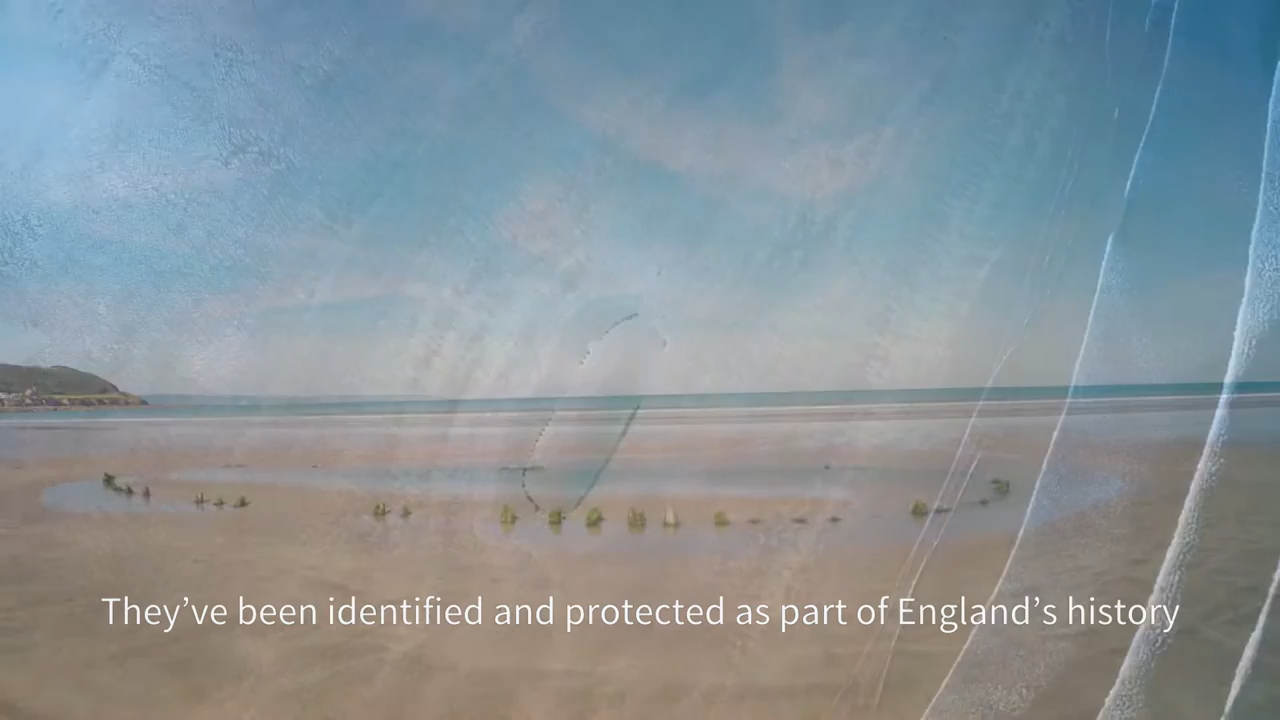 They’ve been identified and protected as part of England’s history